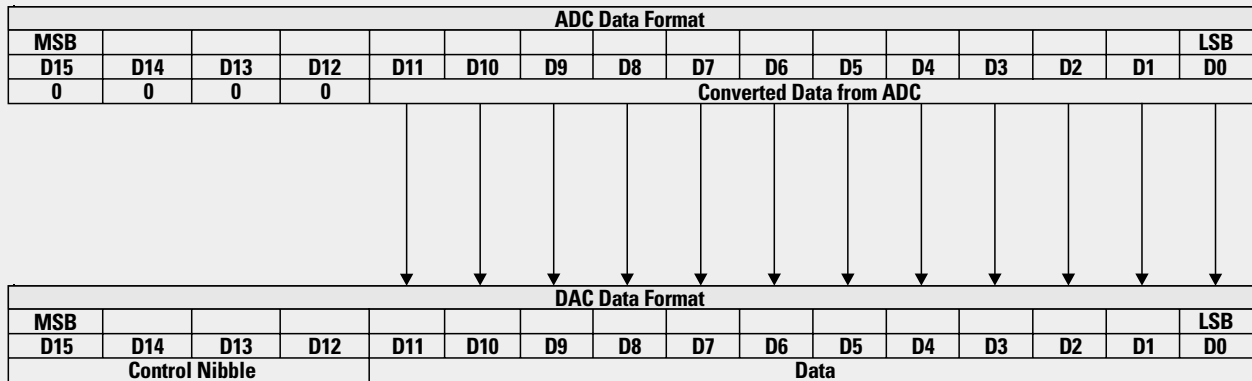 ADC Data Format
MSB LSB
D15 D14 D13 D12 D11 D10 D9 D8 D7 D6 D5 D4 D3 D2 D1 D0
0 0 0 0 Converted Data from ADC
DAC Data Format
MSB LSB
D15 D14 D13 D12 D11 D10 D9 D8 D7 D6 D5 D4 D3 D2 D1 D0
Control Nibble Data